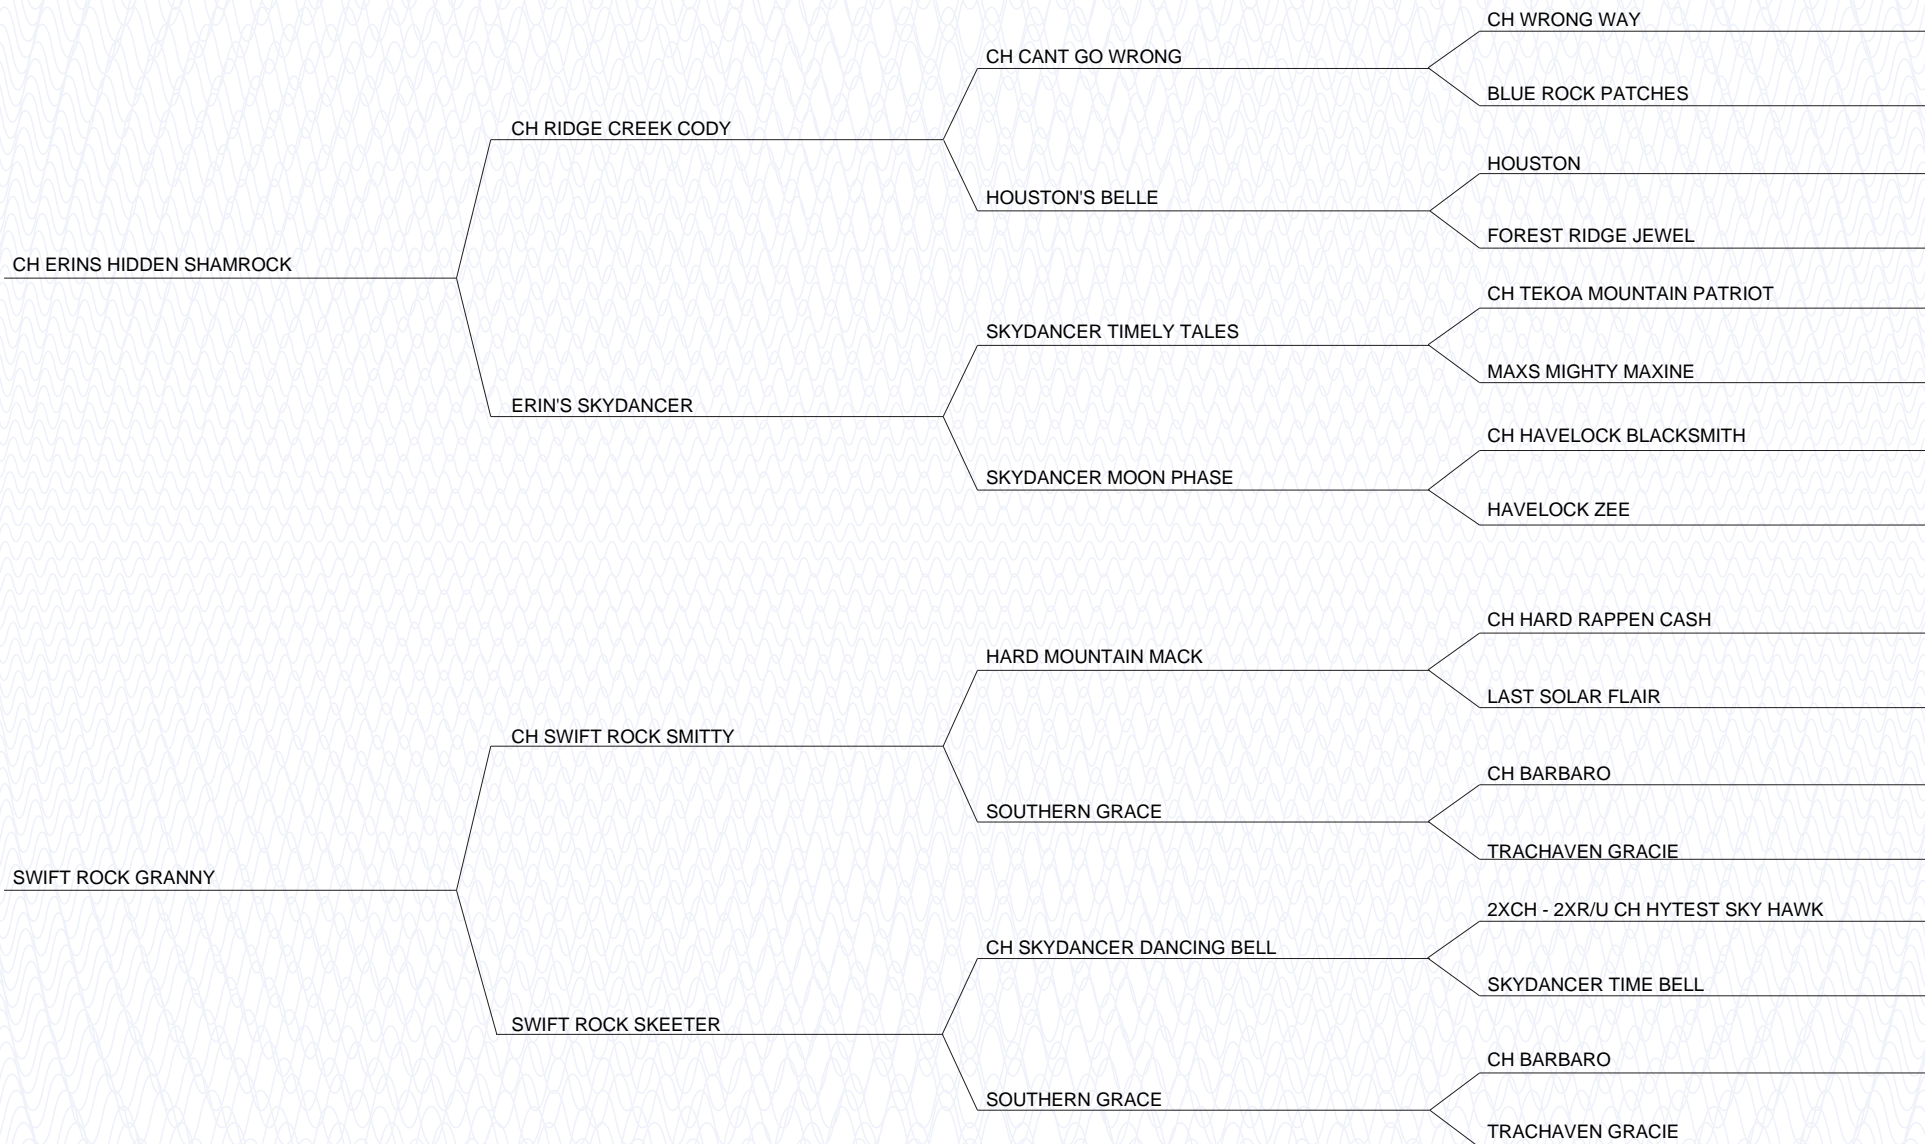 CH WRONG WAY
CH CANT GO WRONG
BLUE ROCK PATCHES
CH RIDGE CREEK CODY
HOUSTON
HOUSTON'S BELLE
FOREST RIDGE JEWEL
CH ERINS HIDDEN SHAMROCK
CH TEKOA MOUNTAIN PATRIOT
SKYDANCER TIMELY TALES
MAXS MIGHTY MAXINE
ERIN'S SKYDANCER
CH HAVELOCK BLACKSMITH
SKYDANCER MOON PHASE
HAVELOCK ZEE
CH HARD RAPPEN CASH
HARD MOUNTAIN MACK
LAST SOLAR FLAIR
CH SWIFT ROCK SMITTY
CH BARBARO
SOUTHERN GRACE
TRACHAVEN GRACIE
SWIFT ROCK GRANNY
2XCH - 2XR/U CH HYTEST SKY HAWK
CH SKYDANCER DANCING BELL
SKYDANCER TIME BELL
SWIFT ROCK SKEETER
CH BARBARO
SOUTHERN GRACE
TRACHAVEN GRACIE